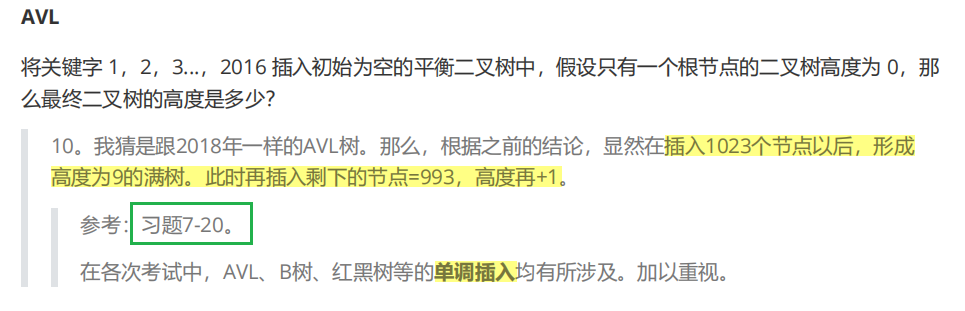 AVL
将关键字 1，2，3...，2016 插入初始为空的平衡二叉树中，假设只有一个根节点的二叉树高度为 0，那
么最终二叉树的高度是多少？
10。我猜是跟2018年一样的AVL树。那么，根据之前的结论，显然在插入1023个节点以后，形成
高度为9的满树。此时再插入剩下的节点=993，高度再+1。
参考：习题7-20。
在各次考试中，AVL、B树、红黑树等的单调插入均有所涉及。加以重视。